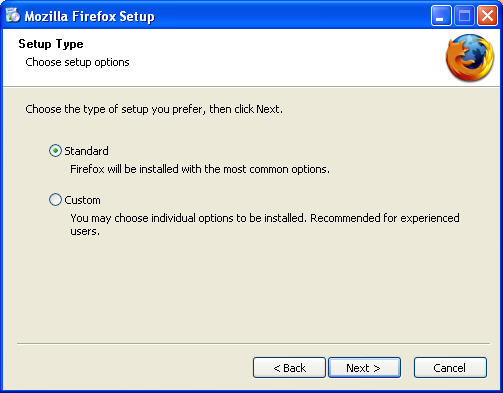 Mozilla Firefox Setup
Setup Type
Choose setup options
Choose the type of setup you prefer, then click Next.
Standard
Firefox will be installed with the most common options.
Custom
You may choose individual options to be installed. Recommended for experienced
users.
< Back
Next >
Cancel